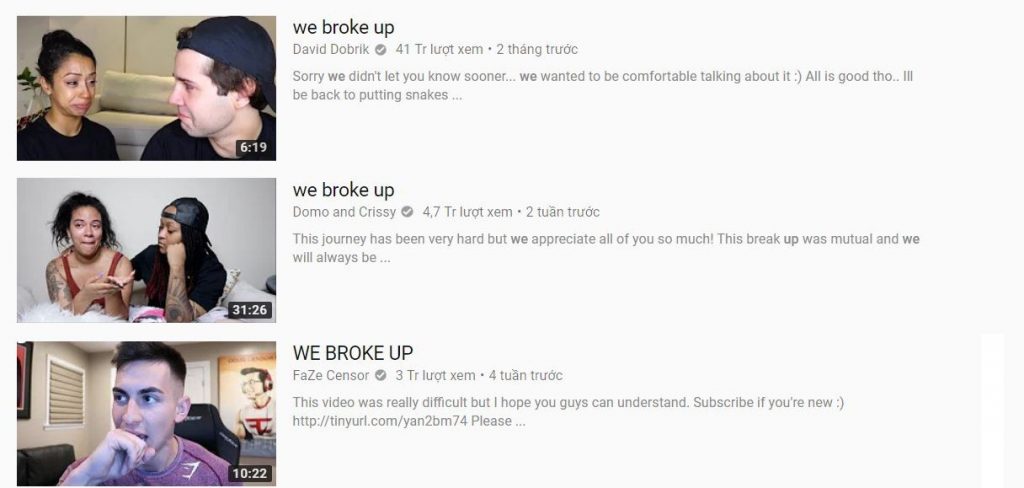 we broke up
David Dobrik 41 Tr lượt xem • 2 tháng trước
Sorry we didn't let you know sooner... we wanted to be comfortable talking about it :) All is good tho.. Ill
be back to putting snakes ...
6:19
we broke up
Domo and Crissy 4,7 Tr lượt xem • 2 tuần trước
This journey has been very hard but we appreciate all of you so much! This break up was mutual and we
will always be ...
31:26
WE BROKE UP
FaZe Censor 3 Tr lượt xem • 4 tuần trước
This video was really difficult but I hope you guys can understand. Subscribe if you're new :)
http://tinyurl.com/yan2bm74 Please ...
10:22